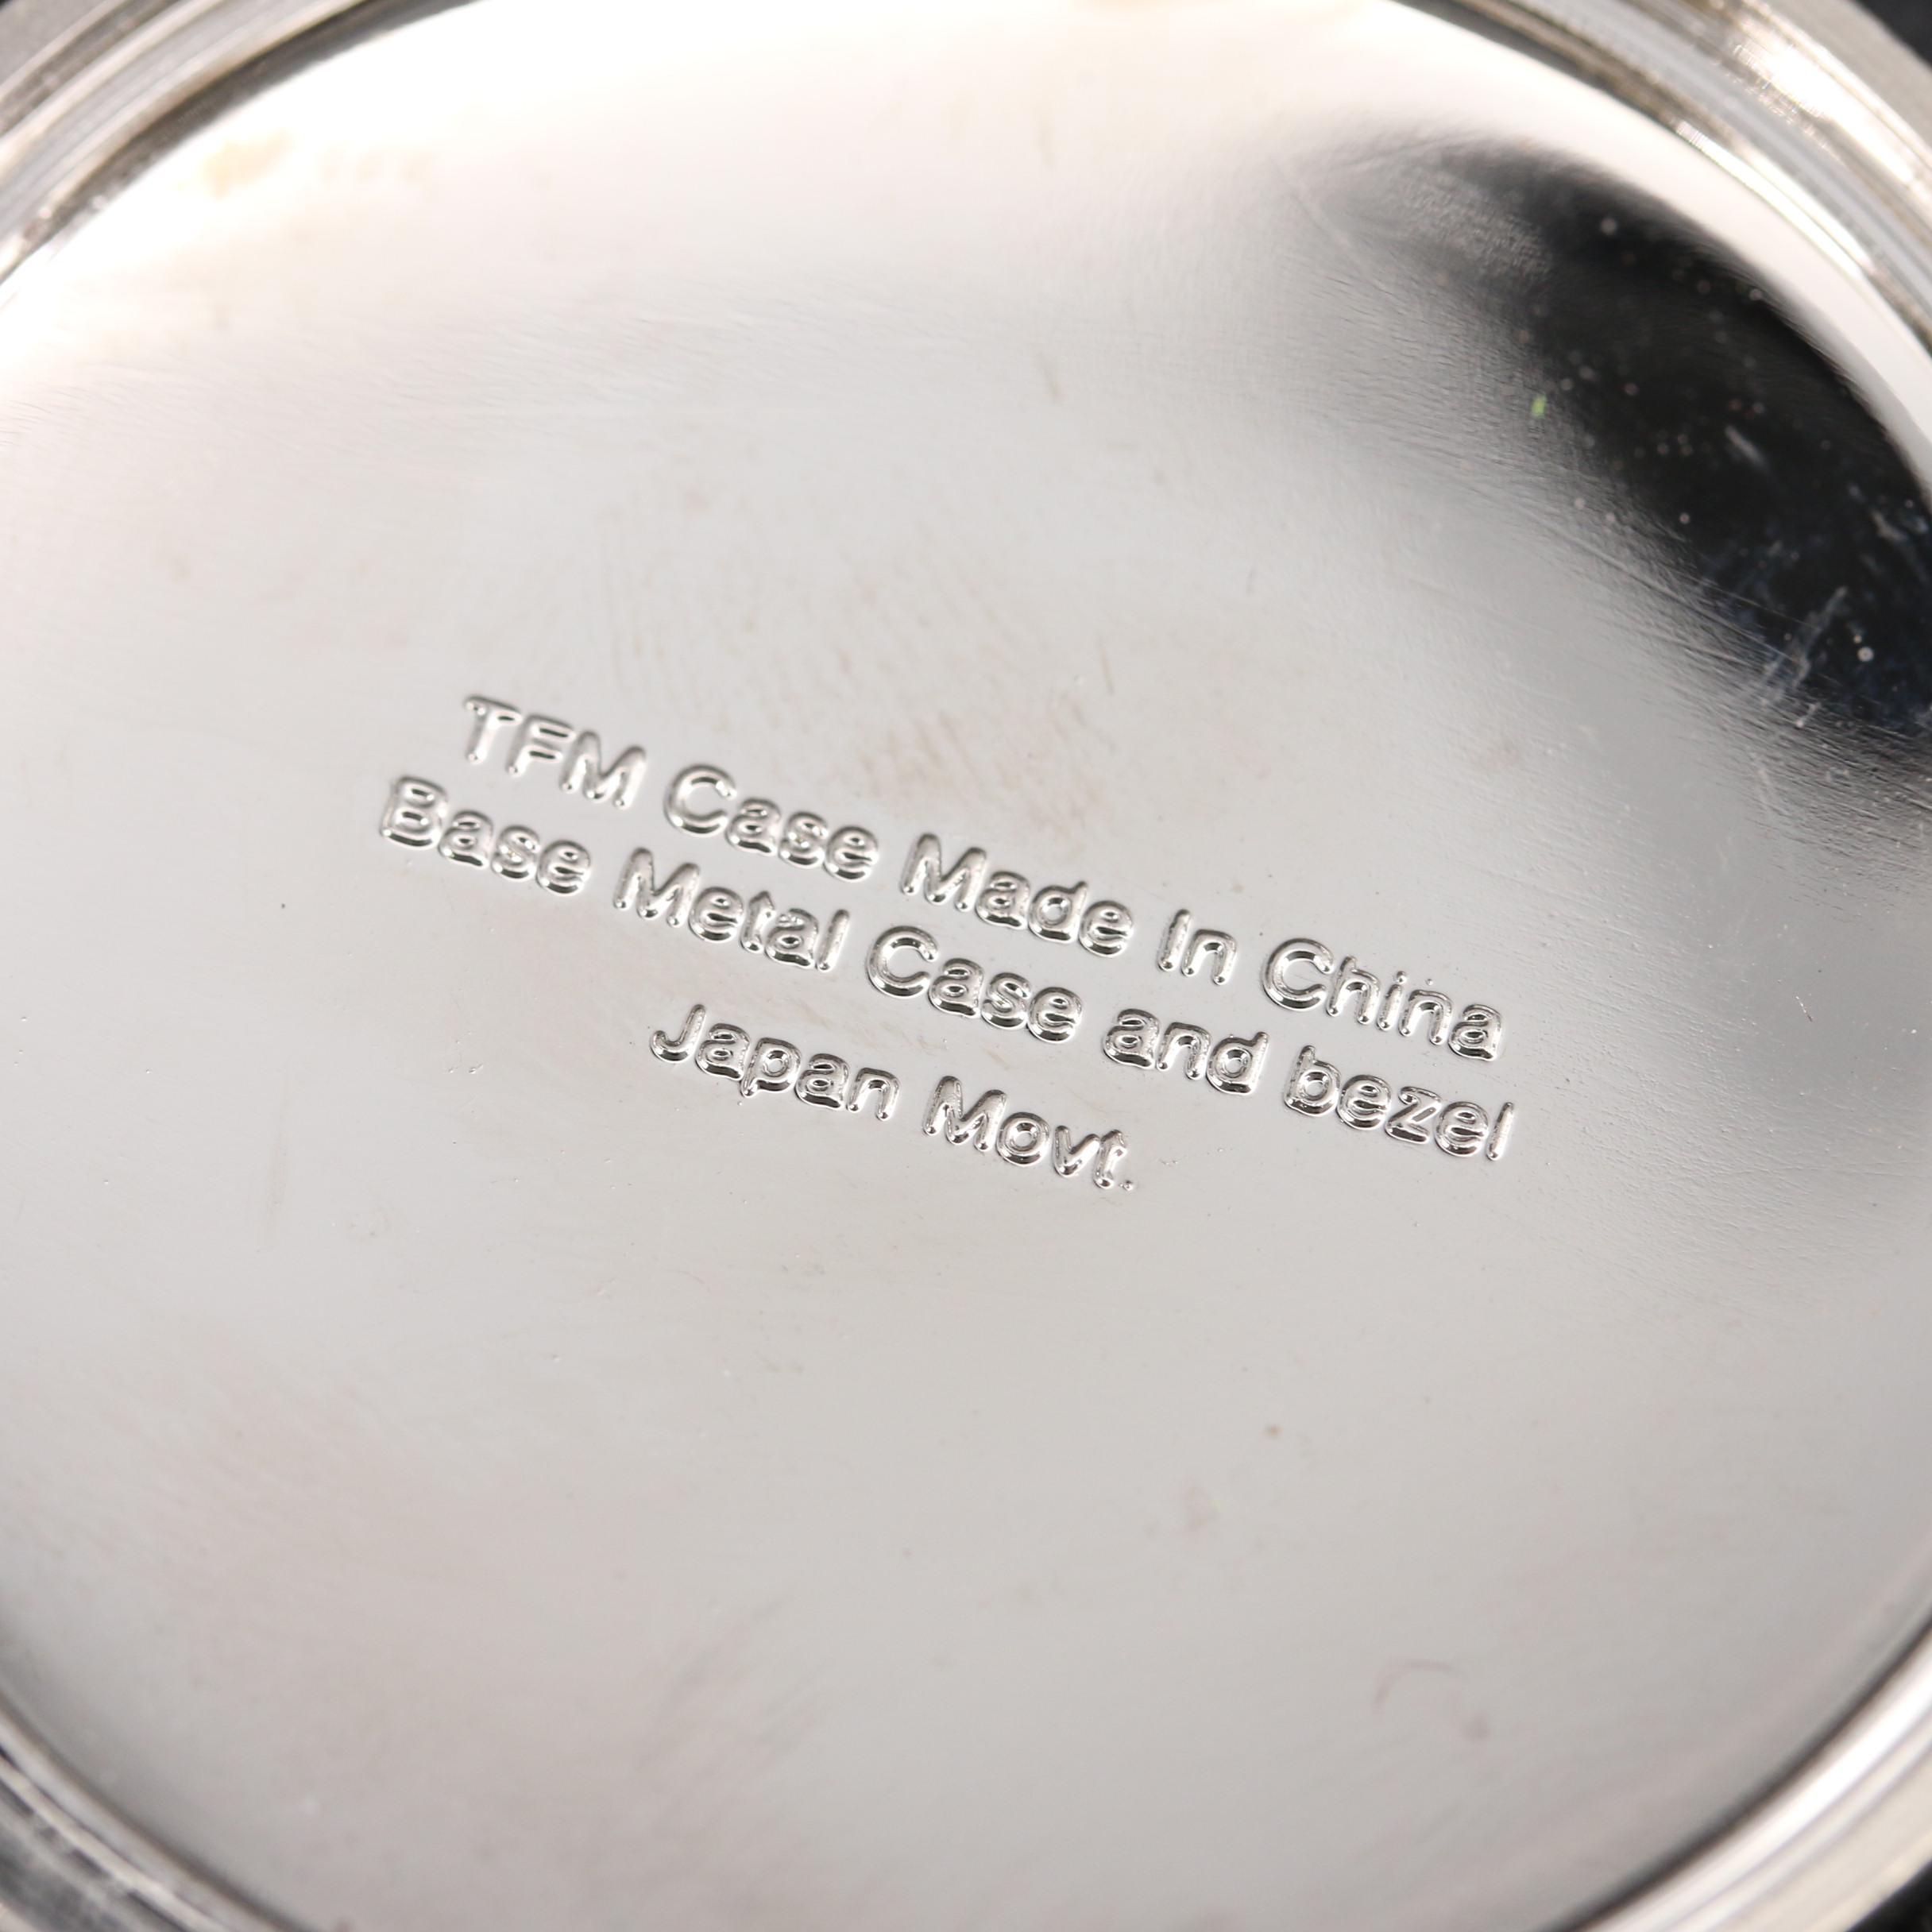 TFM Case Made In China
Base Metal Case and bezel
Japan Movt.